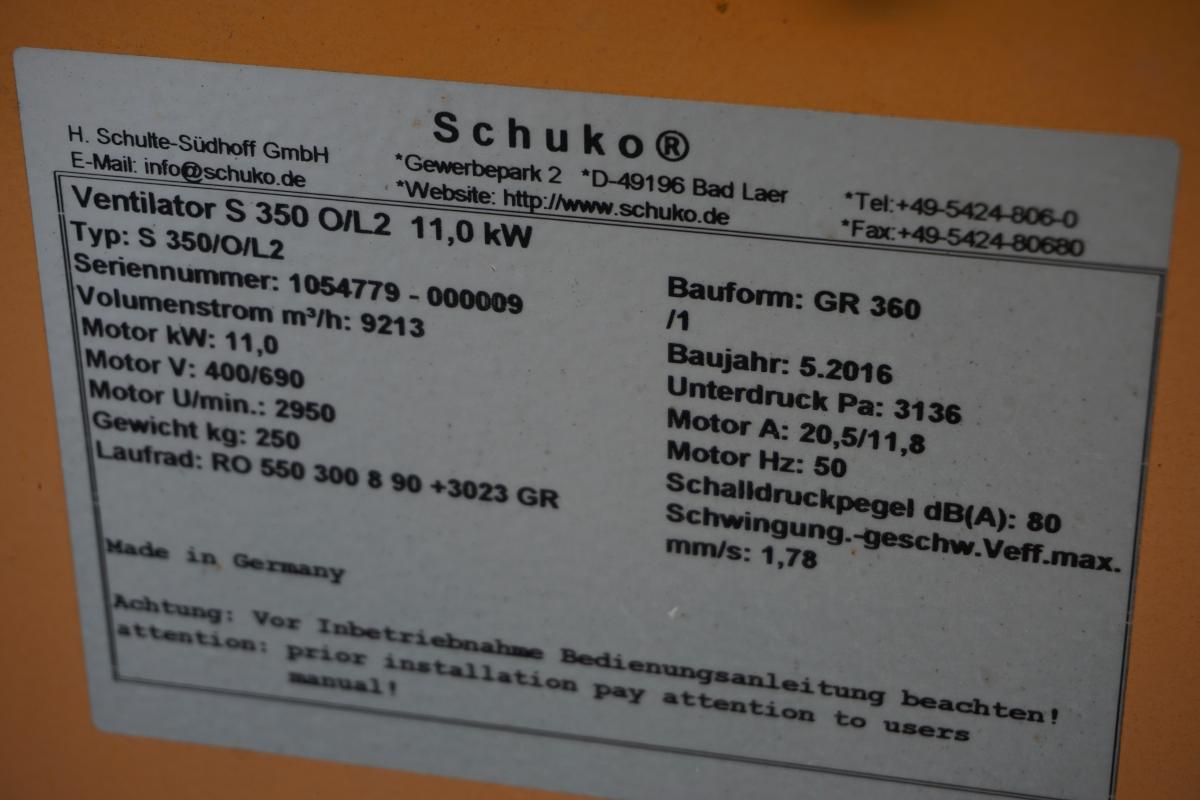 Schuko®
H. Schulte-Südhoff GmbH *Gewerbepark 2 *D-49196 Bad Laer *Tel:+49-5424-806-0
E-Mail: info@schuko.de *Website: http://www.schuko.de *Fax:+49-5424-80680
Ventilator S 350 O/L2 11,0 kW
Typ: S 350/O/L2
Seriennummer: 1054779 - 000009
Volumenstrom m³/h: 9213
Motor kW: 11,0
Motor V: 400/690
Motor U/min.: 2950
Gewicht kg: 250
Laufrad: RO 550 300 8 90 +3023 GR
Bauform: GR 360
/1
Baujahr: 5.2016
Unterdruck Pa: 3136
Motor A: 20,5/11,8
Motor Hz: 50
Schalldruckpegel dB(A): 80
Schwingung.-geschw.Veff.max.
mm/s: 1,78
Made in Germany
Achtung: Vor Inbetriebnahme Bedienungsanleitung beachten!
attention: prior installation pay attention to users
manual!